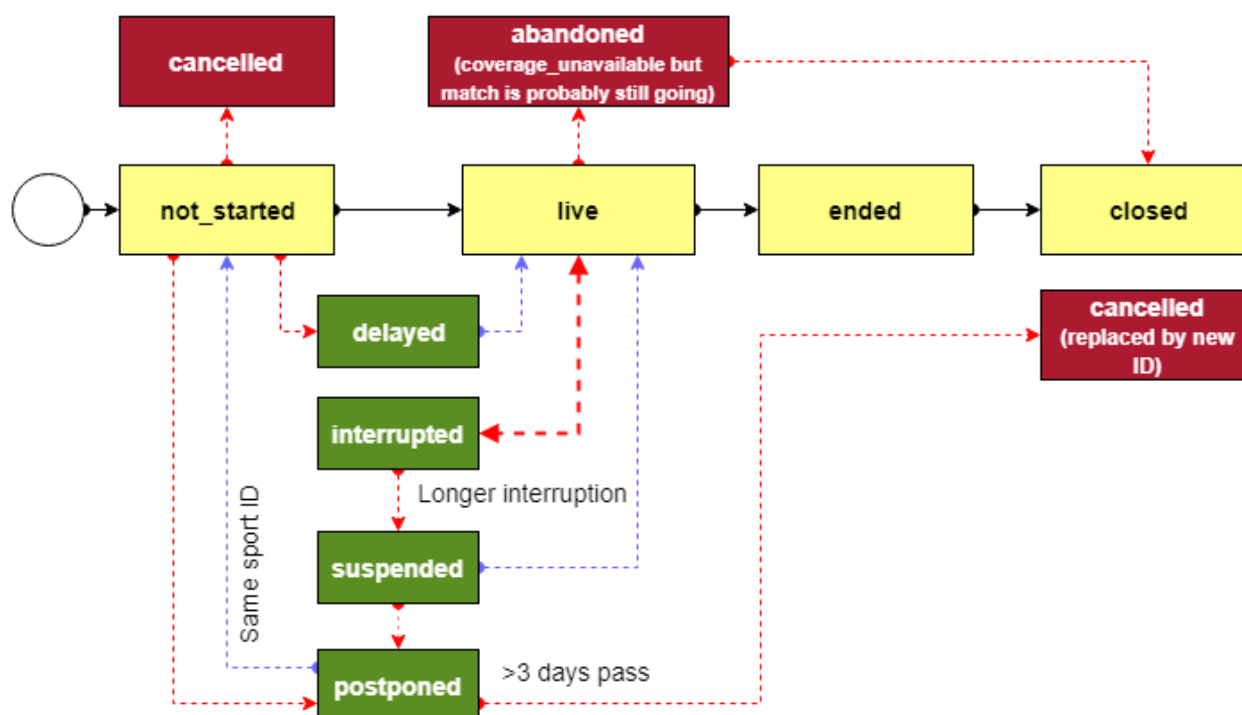 cancelled
abandoned
(coverage_unavailable but
match is probably still going)
not_started
live
ended
closed
delayed
cancelled
(replaced by new
ID)
interrupted
Longer interruption
Same sport ID
suspended
>3 days pass
postponed